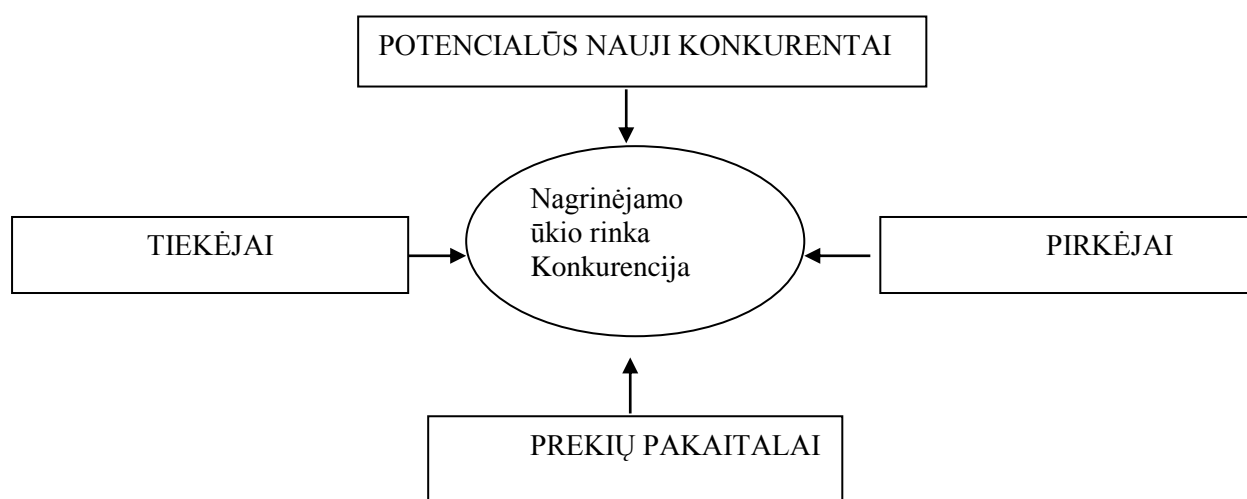 POTENCIALŪS NAUJI KONKURENTAI
Nagrinėjamo
ūkio rinka
Konkurencija
TIEKĖJAI
PIRKĖJAI
PREKIŲ PAKAITALAI